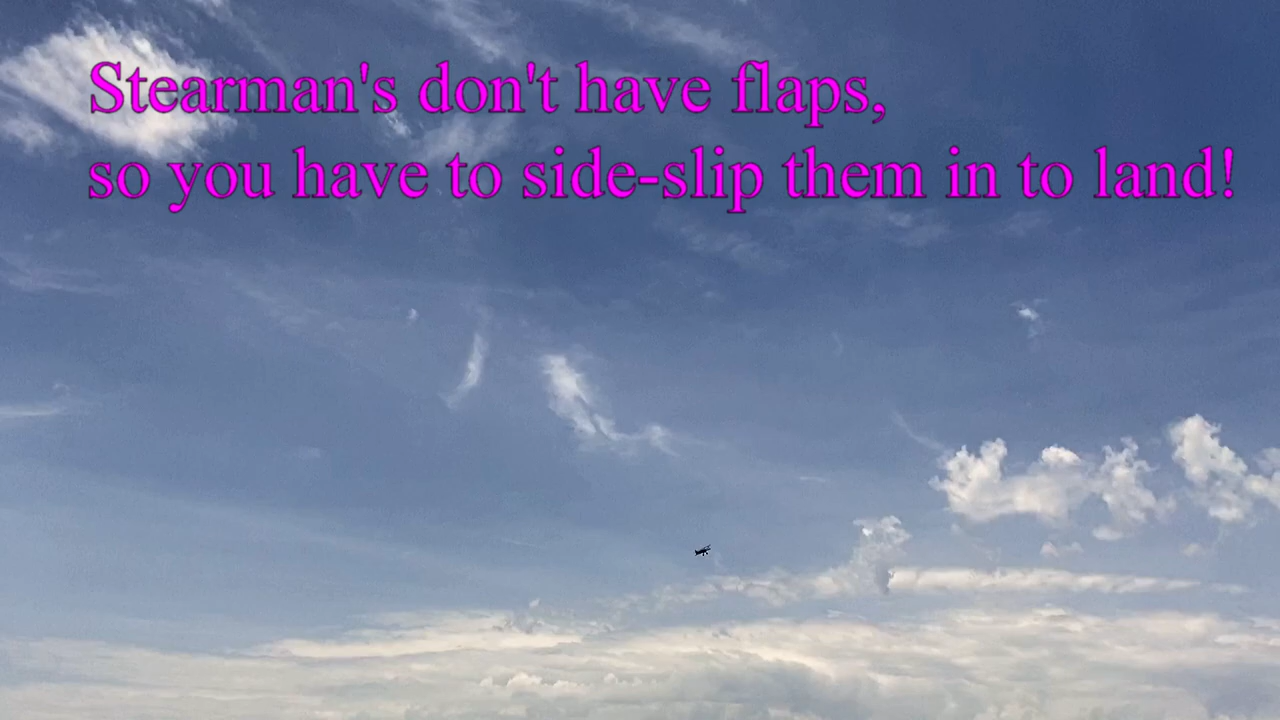 Stearman's don't have flaps,
so you have to side-slip them in to land!